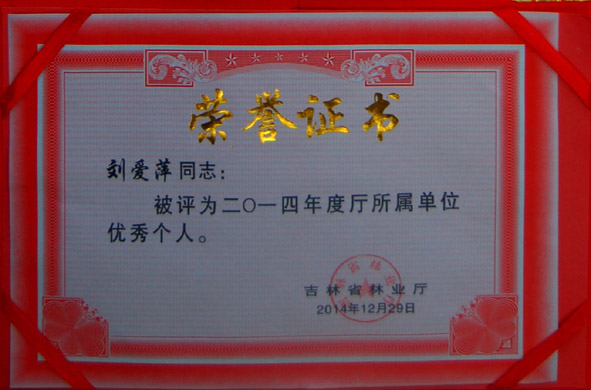 荣誉证书
刘爱萍同志：
被评为二〇一四年度厅所属单位
优秀个人。
吉林省林业厅
2014年12月29日